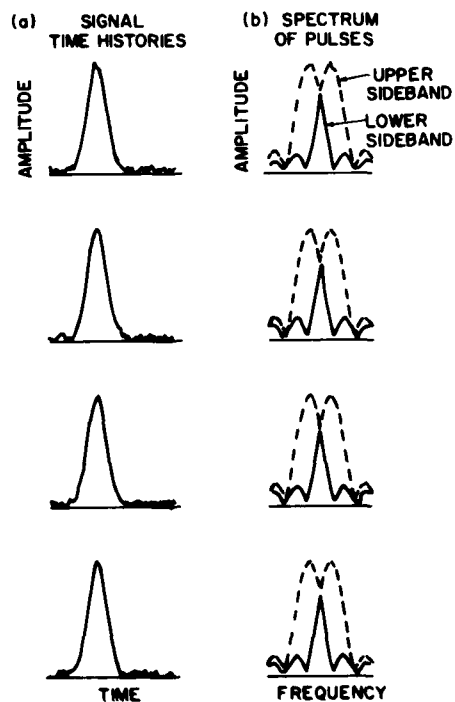 (a) SIGNAL
TIME HISTORIES
(b) SPECTRUM
OF PULSES
AMPLITUDE
AMPLITUDE
UPPER
SIDEBAND
LOWER
SIDEBAND
TIME
FREQUENCY